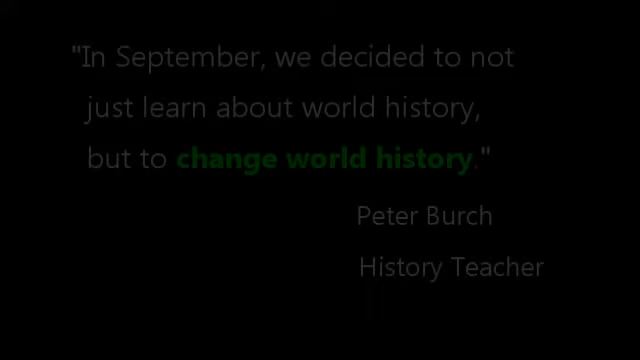 "In September, we decided to not
just learn about world history,
but to change world history."
Peter Burch
History Teacher